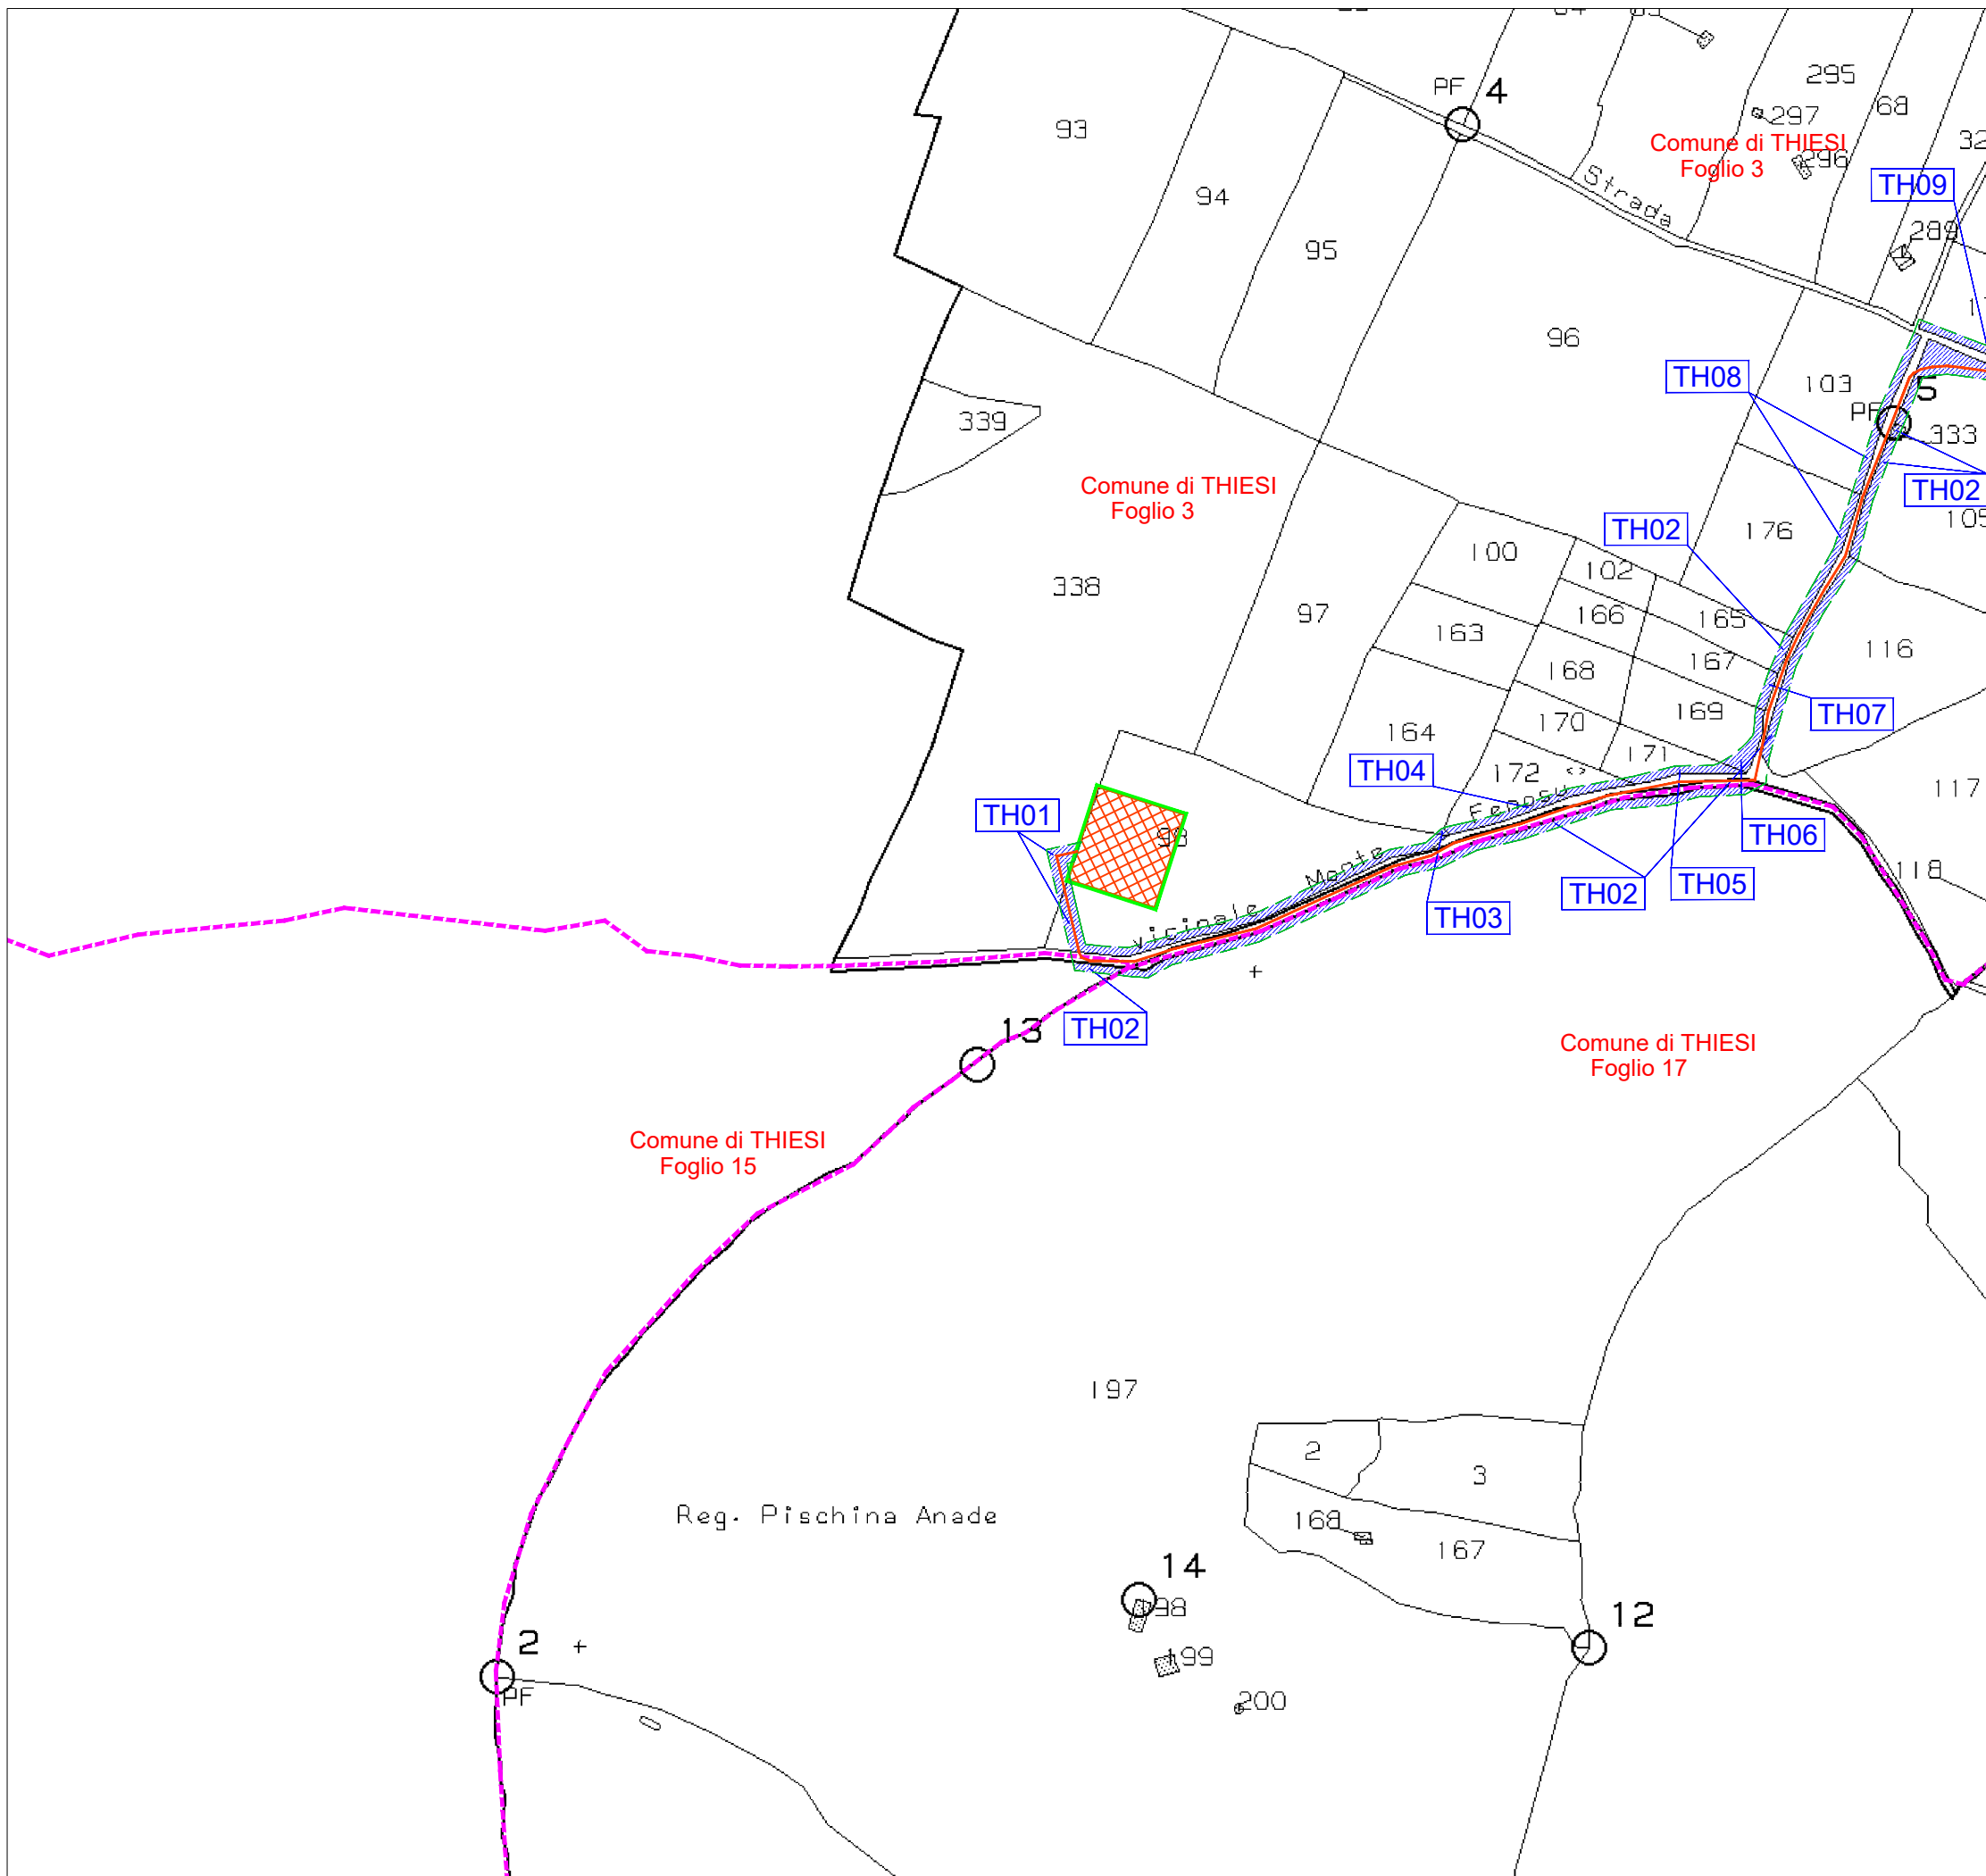 PF 4
295
68
297
93
Comune di THIESI
Foglio 3
296
TH09
94
Strada
289
95
96
TH08
103
5
PF
339
333
Comune di THIESI
Foglio 3
TH02
TH02
176
100
102
338
166
165
97
163
167
116
168
169
TH07
170
164
171
TH04
172
117
TH01
98
TH06
Monte
118
TH05
TH02
TH03
vicinale
13
TH02
Comune di THIESI
Foglio 17
Comune di THIESI
Foglio 15
197
2
3
Reg. Pischina Anade
168
167
14
198
12
2
199
PF
200